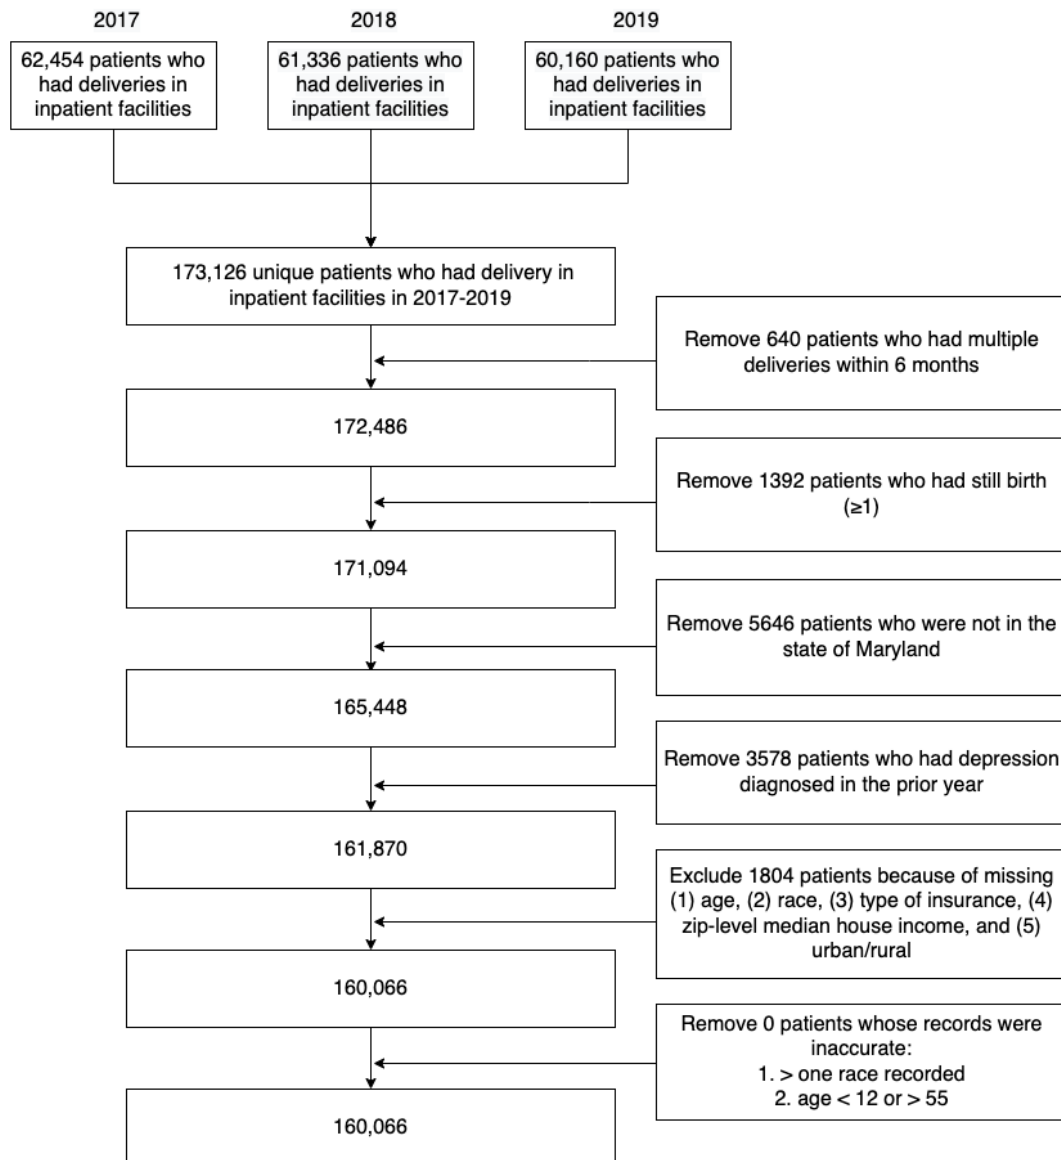 2017
2018
2019
62,454 patients who
had deliveries in
inpatient facilities
61,336 patients who
had deliveries in
inpatient facilities
60,160 patients who
had deliveries in
inpatient facilities
173,126 unique patients who had delivery in
inpatient facilities in 2017-2019
Remove 640 patients who had multiple
deliveries within 6 months
172,486
Remove 1392 patients who had still birth
(≥1)
171,094
Remove 5646 patients who were not in the
state of Maryland
165,448
Remove 3578 patients who had depression
diagnosed in the prior year
161,870
Exclude 1804 patients because of missing
(1) age, (2) race, (3) type of insurance, (4)
zip-level median house income, and (5)
urban/rural
160,066
Remove 0 patients whose records were
inaccurate:
1. > one race recorded
2. age < 12 or > 55
160,066